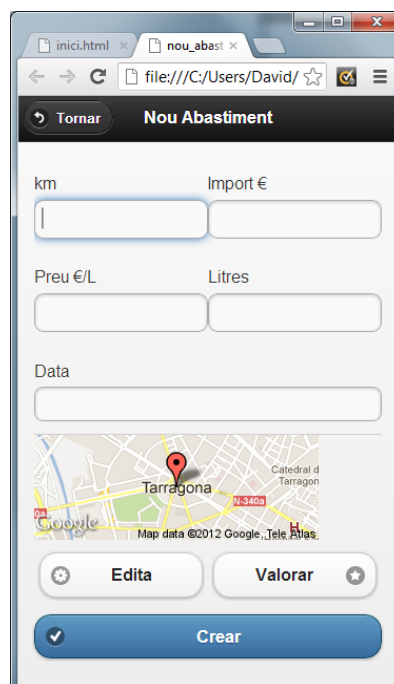 inici.html
nou_abast
file:///C:/Users/David/
Tornar
Nou Abastiment
km
Import €
Preu €/L
Litres
Data
Catedral d
Tarragon
Tarragona
N-340a
0a
Google
H
Map data ©2012 Google, Tele Atlas
Edita
Valorar
Crear